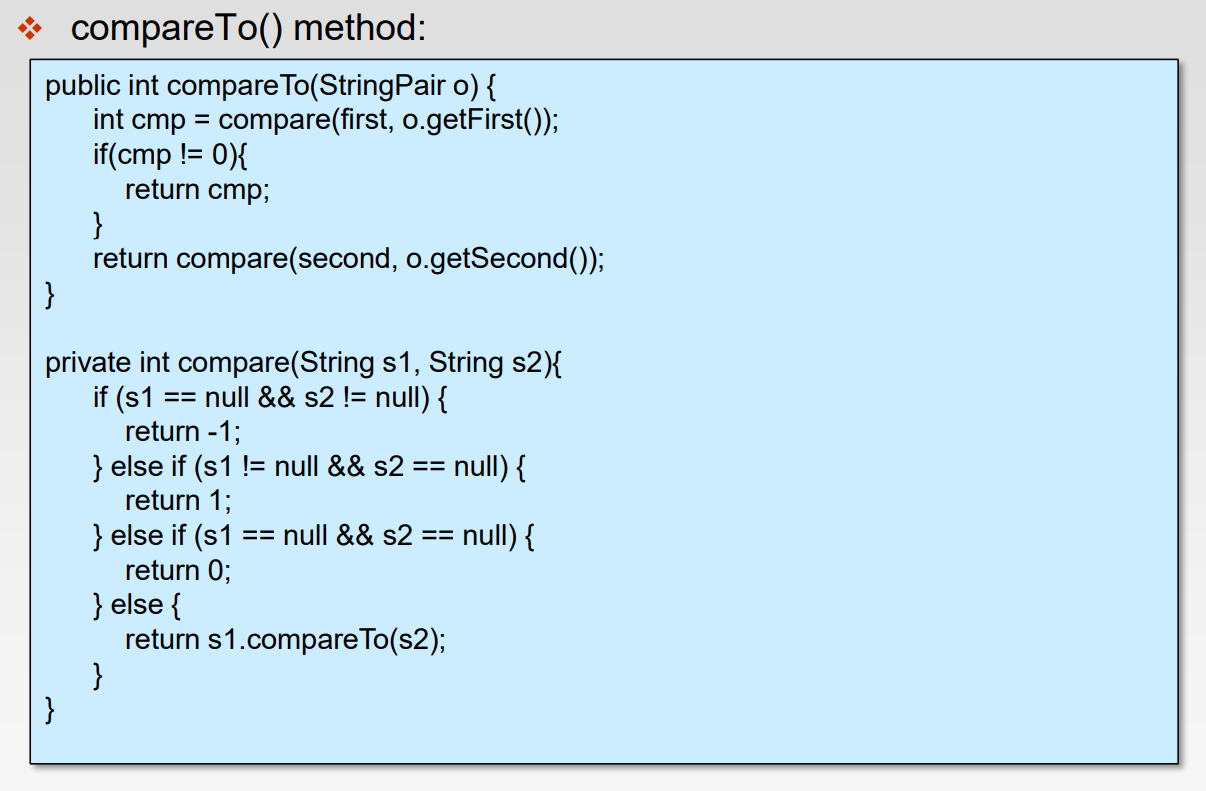 compareTo() method:
public int compareTo(StringPair o) {
int cmp = compare(first, o.getFirst());
if(cmp != 0){
return cmp;
}
return compare(second, o.getSecond());
}
private int compare(String s1, String s2){
if (s1 == null && s2 != null) {
return -1;
} else if (s1 != null && s2 == null) {
return 1;
} else if (s1 == null && s2 == null) {
return 0;
} else {
return s1.compareTo(s2);
}
}